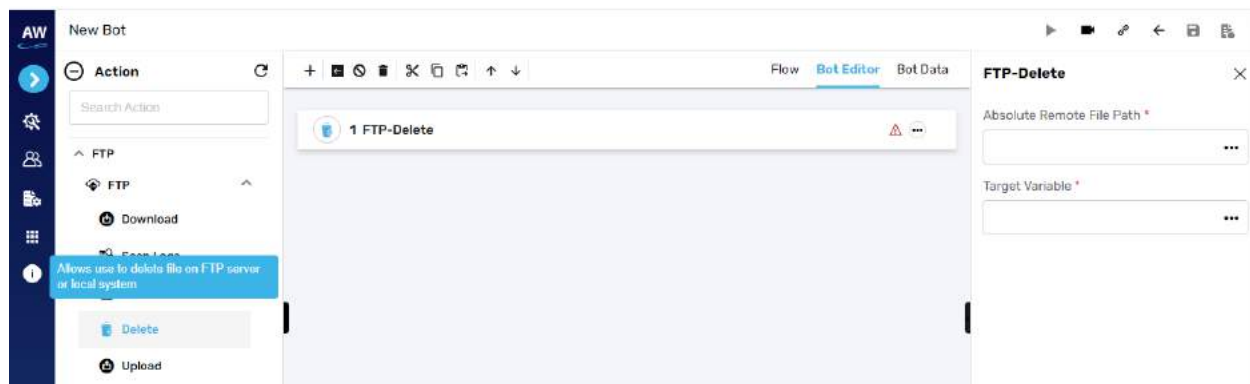 AW
New Bot
Action
Search Action
FTP
FTP
Download
Scan Logs
Allows use to delete file on FTP server
or local system
Delete
Upload
Flow Bot Editor Bot Data
1 FTP-Delete
FTP-Delete
Absolute Remote File Path *
Target Variable *